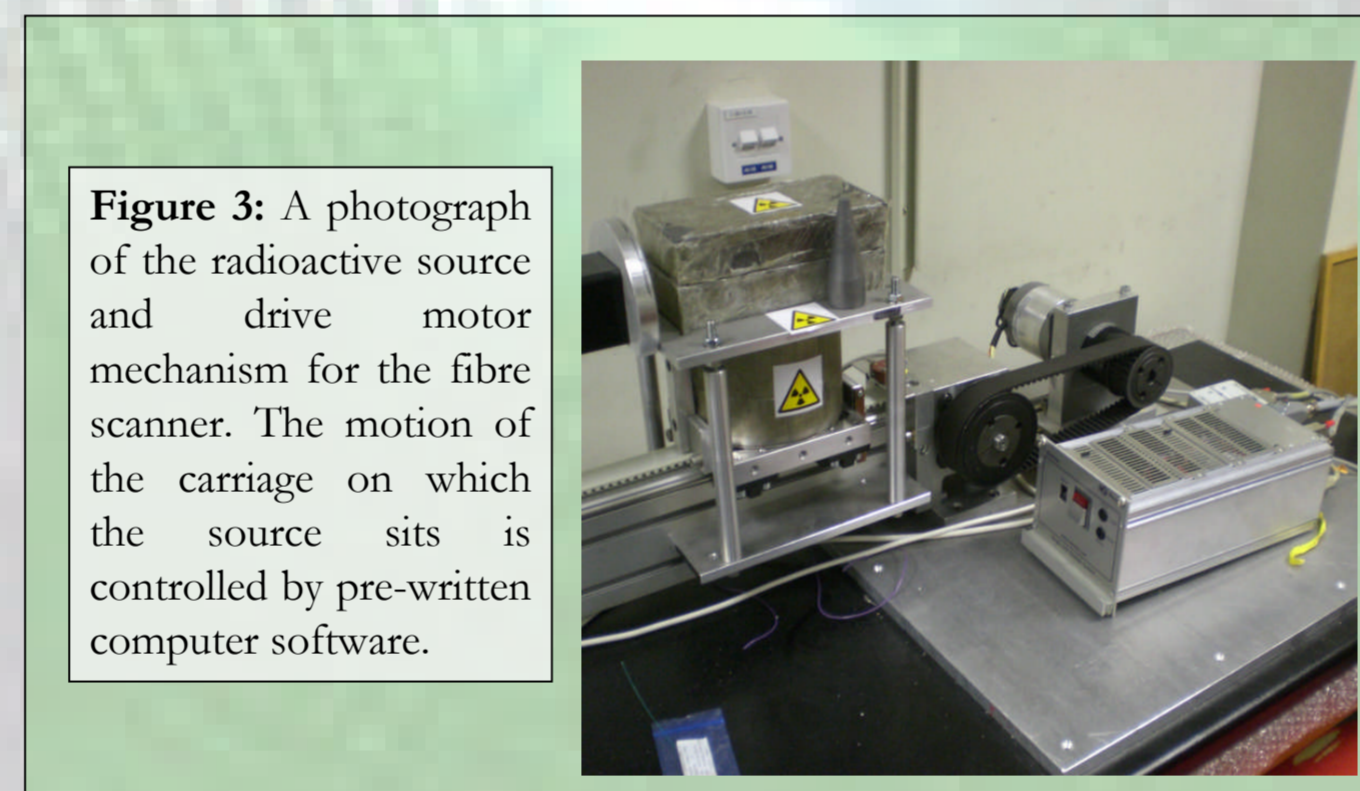 Figure 3: A photograph
of the radioactive source
and drive motor
mechanism for the fibre
scanner. The motion of
the carriage on which
the source sits is
controlled by pre-written
computer software.